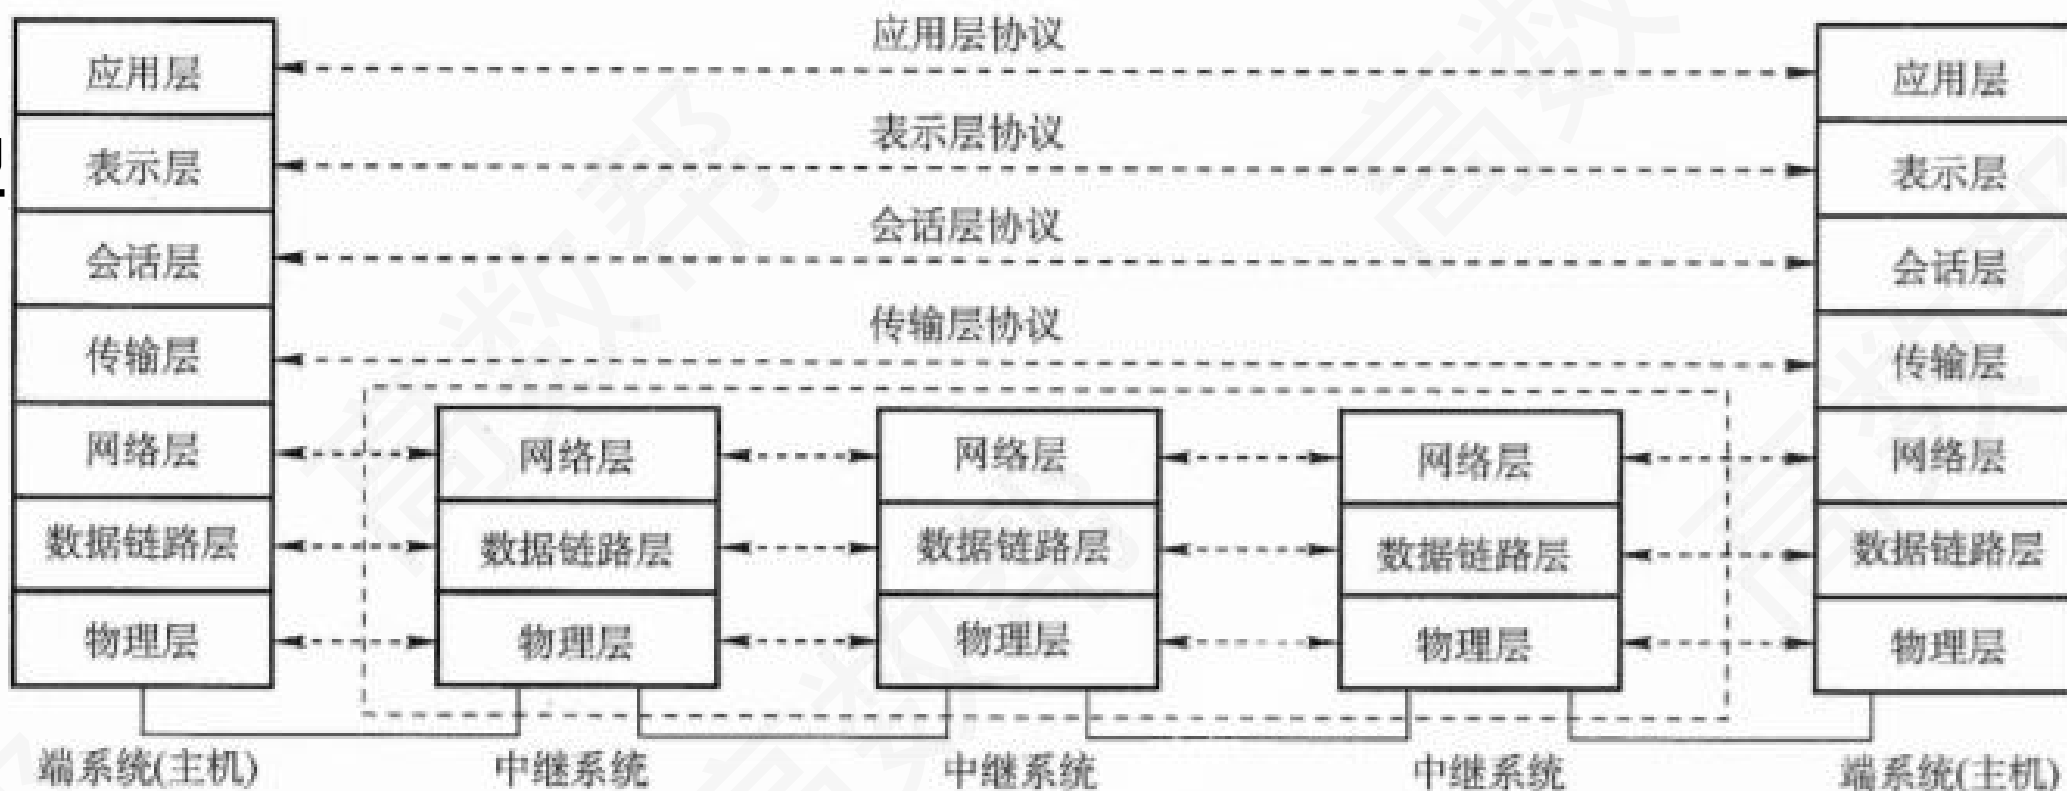 应用层协议
应用层
应用层
表示层协议
表示层
表示层
会话层协议
会话层
会话层
传输层协议
传输层
传输层
网络层
网络层
网络层
网络层
网络层
数据链路层
数据链路层
数据链路层
数据链路层
数据链路层
物理层
物理层
物理层
物理层
物理层
端系统(主机)
中继系统
中继系统
中继系统
端系统(主机)
高数帮
高数帮